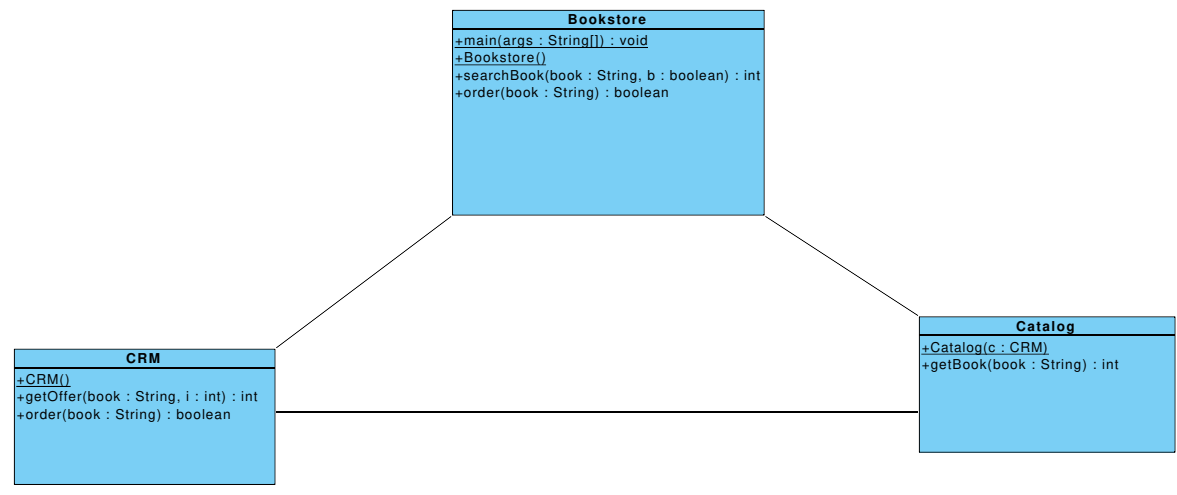 Bookstore
+main(args : String[]) : void
+Bookstore()
+searchBook(book : String, b : boolean) : int
+order(book : String) : boolean
CRM
+CRM()
+getOffer(book : String, i : int) : int
+order(book : String) : boolean
Catalog
+Catalog(c : CRM)
+getBook(book : String) : int